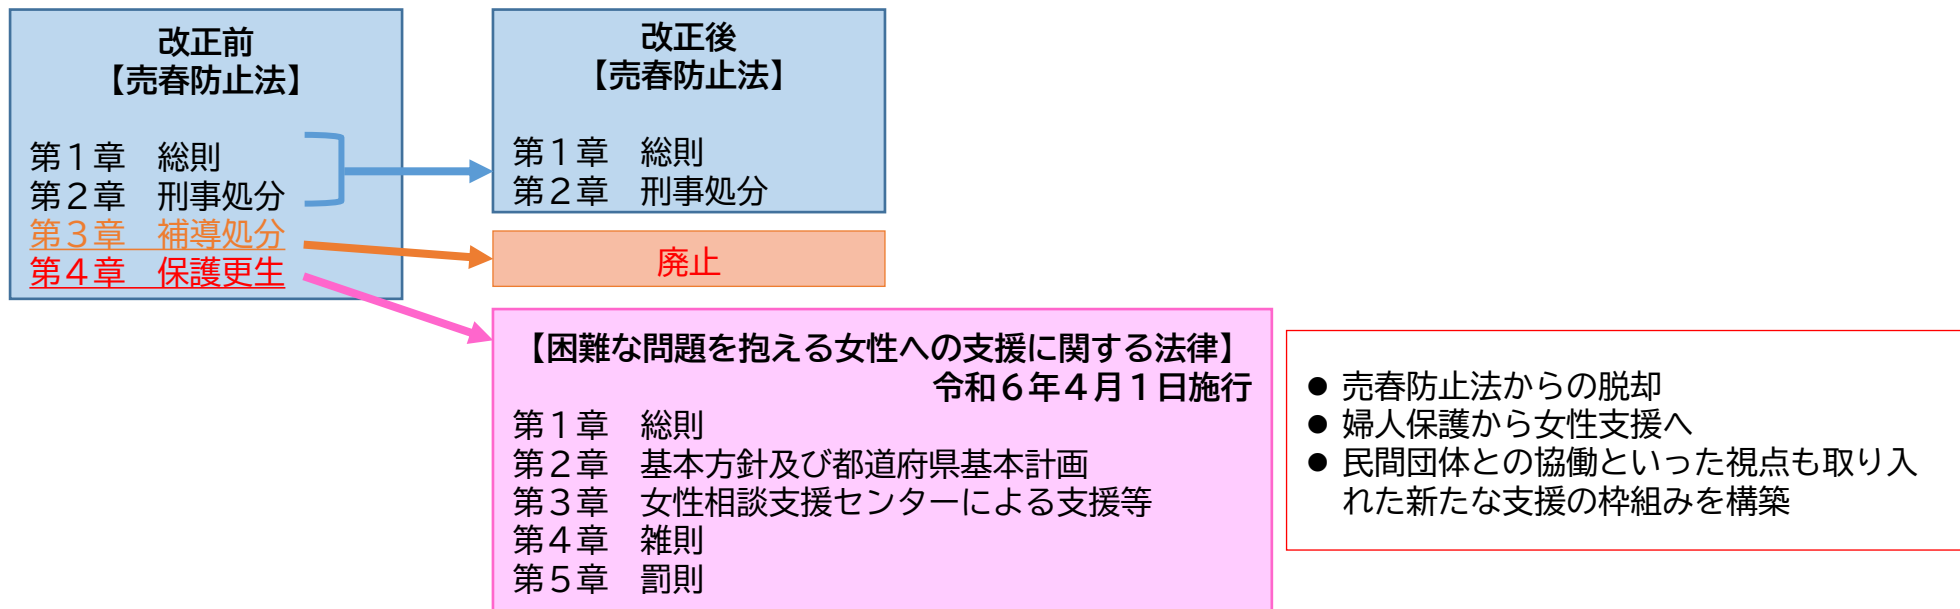 改正前
【売春防止法】
第１章　総則
第２章　刑事処分
第３章　補導処分
第４章　保護更生
改正後
【売春防止法】
第１章　総則
第２章　刑事処分
廃止
【困難な問題を抱える女性への支援に関する法律】
令和６年４月１日施行
第１章　総則
第２章　基本方針及び都道府県基本計画
第３章　女性相談支援センターによる支援等
第４章　雑則
第５章　罰則
● 売春防止法からの脱却
● 婦人保護から女性支援へ
● 民間団体との協働といった視点も取り入
れた新たな支援の枠組みを構築